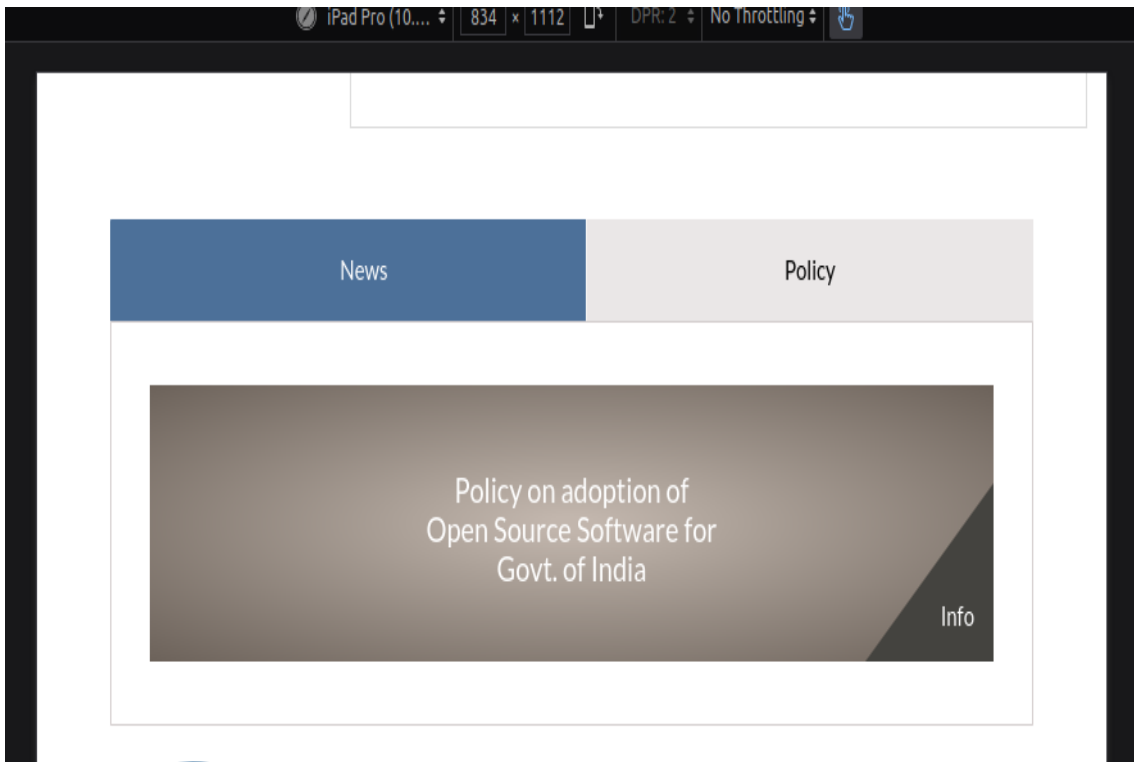 iPad Pro (10.... 834 × 1112 DPR: 2 No Throttling
News Policy
Policy on adoption of
Open Source Software for
Govt. of India
Info